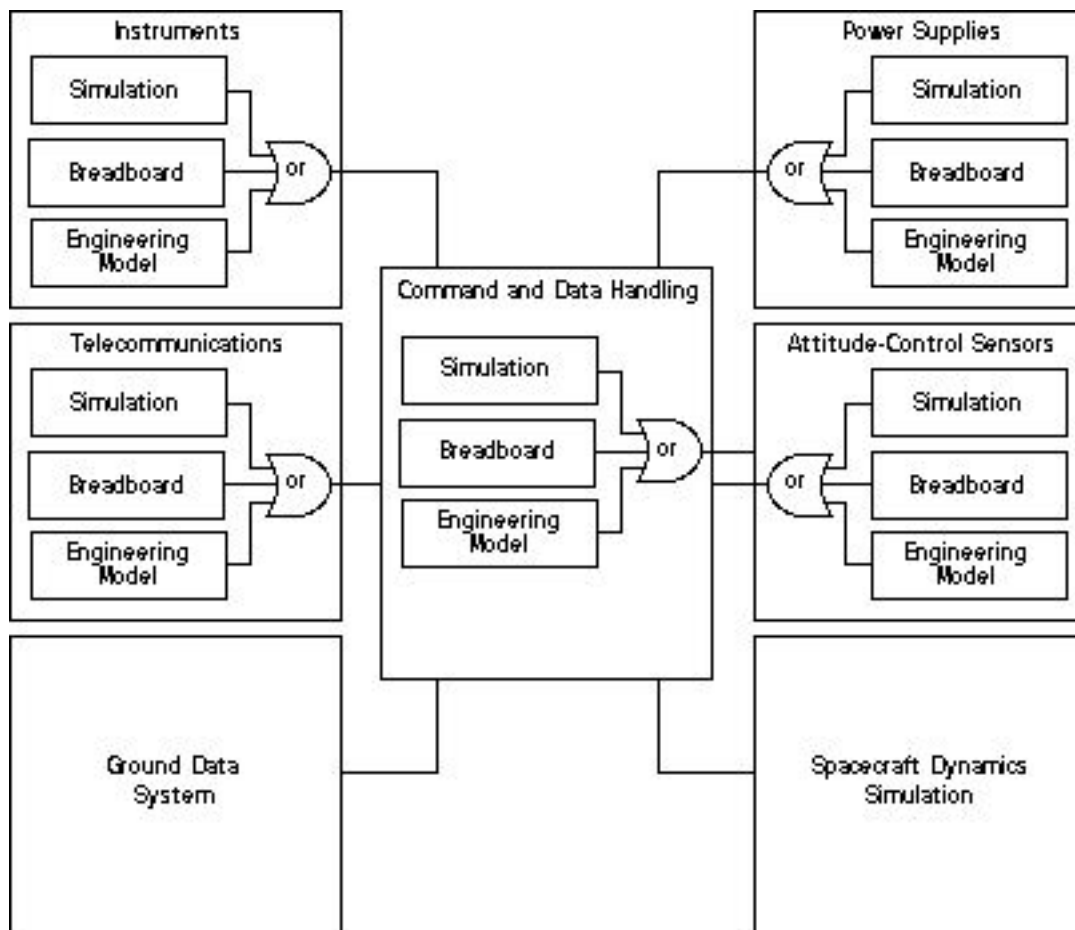 Instruments
Simulation
Breadboard
Engineering
Model
or
Power Supplies
Simulation
Breadboard
Engineering
Model
or
Command and Data Handling
Simulation
Breadboard
Engineering
Model
or
Telecommunications
Simulation
Breadboard
Engineering
Model
or
Attitude-Control Sensors
Simulation
Breadboard
Engineering
Model
or
Ground Data
System
Spacecraft Dynamics
Simulation